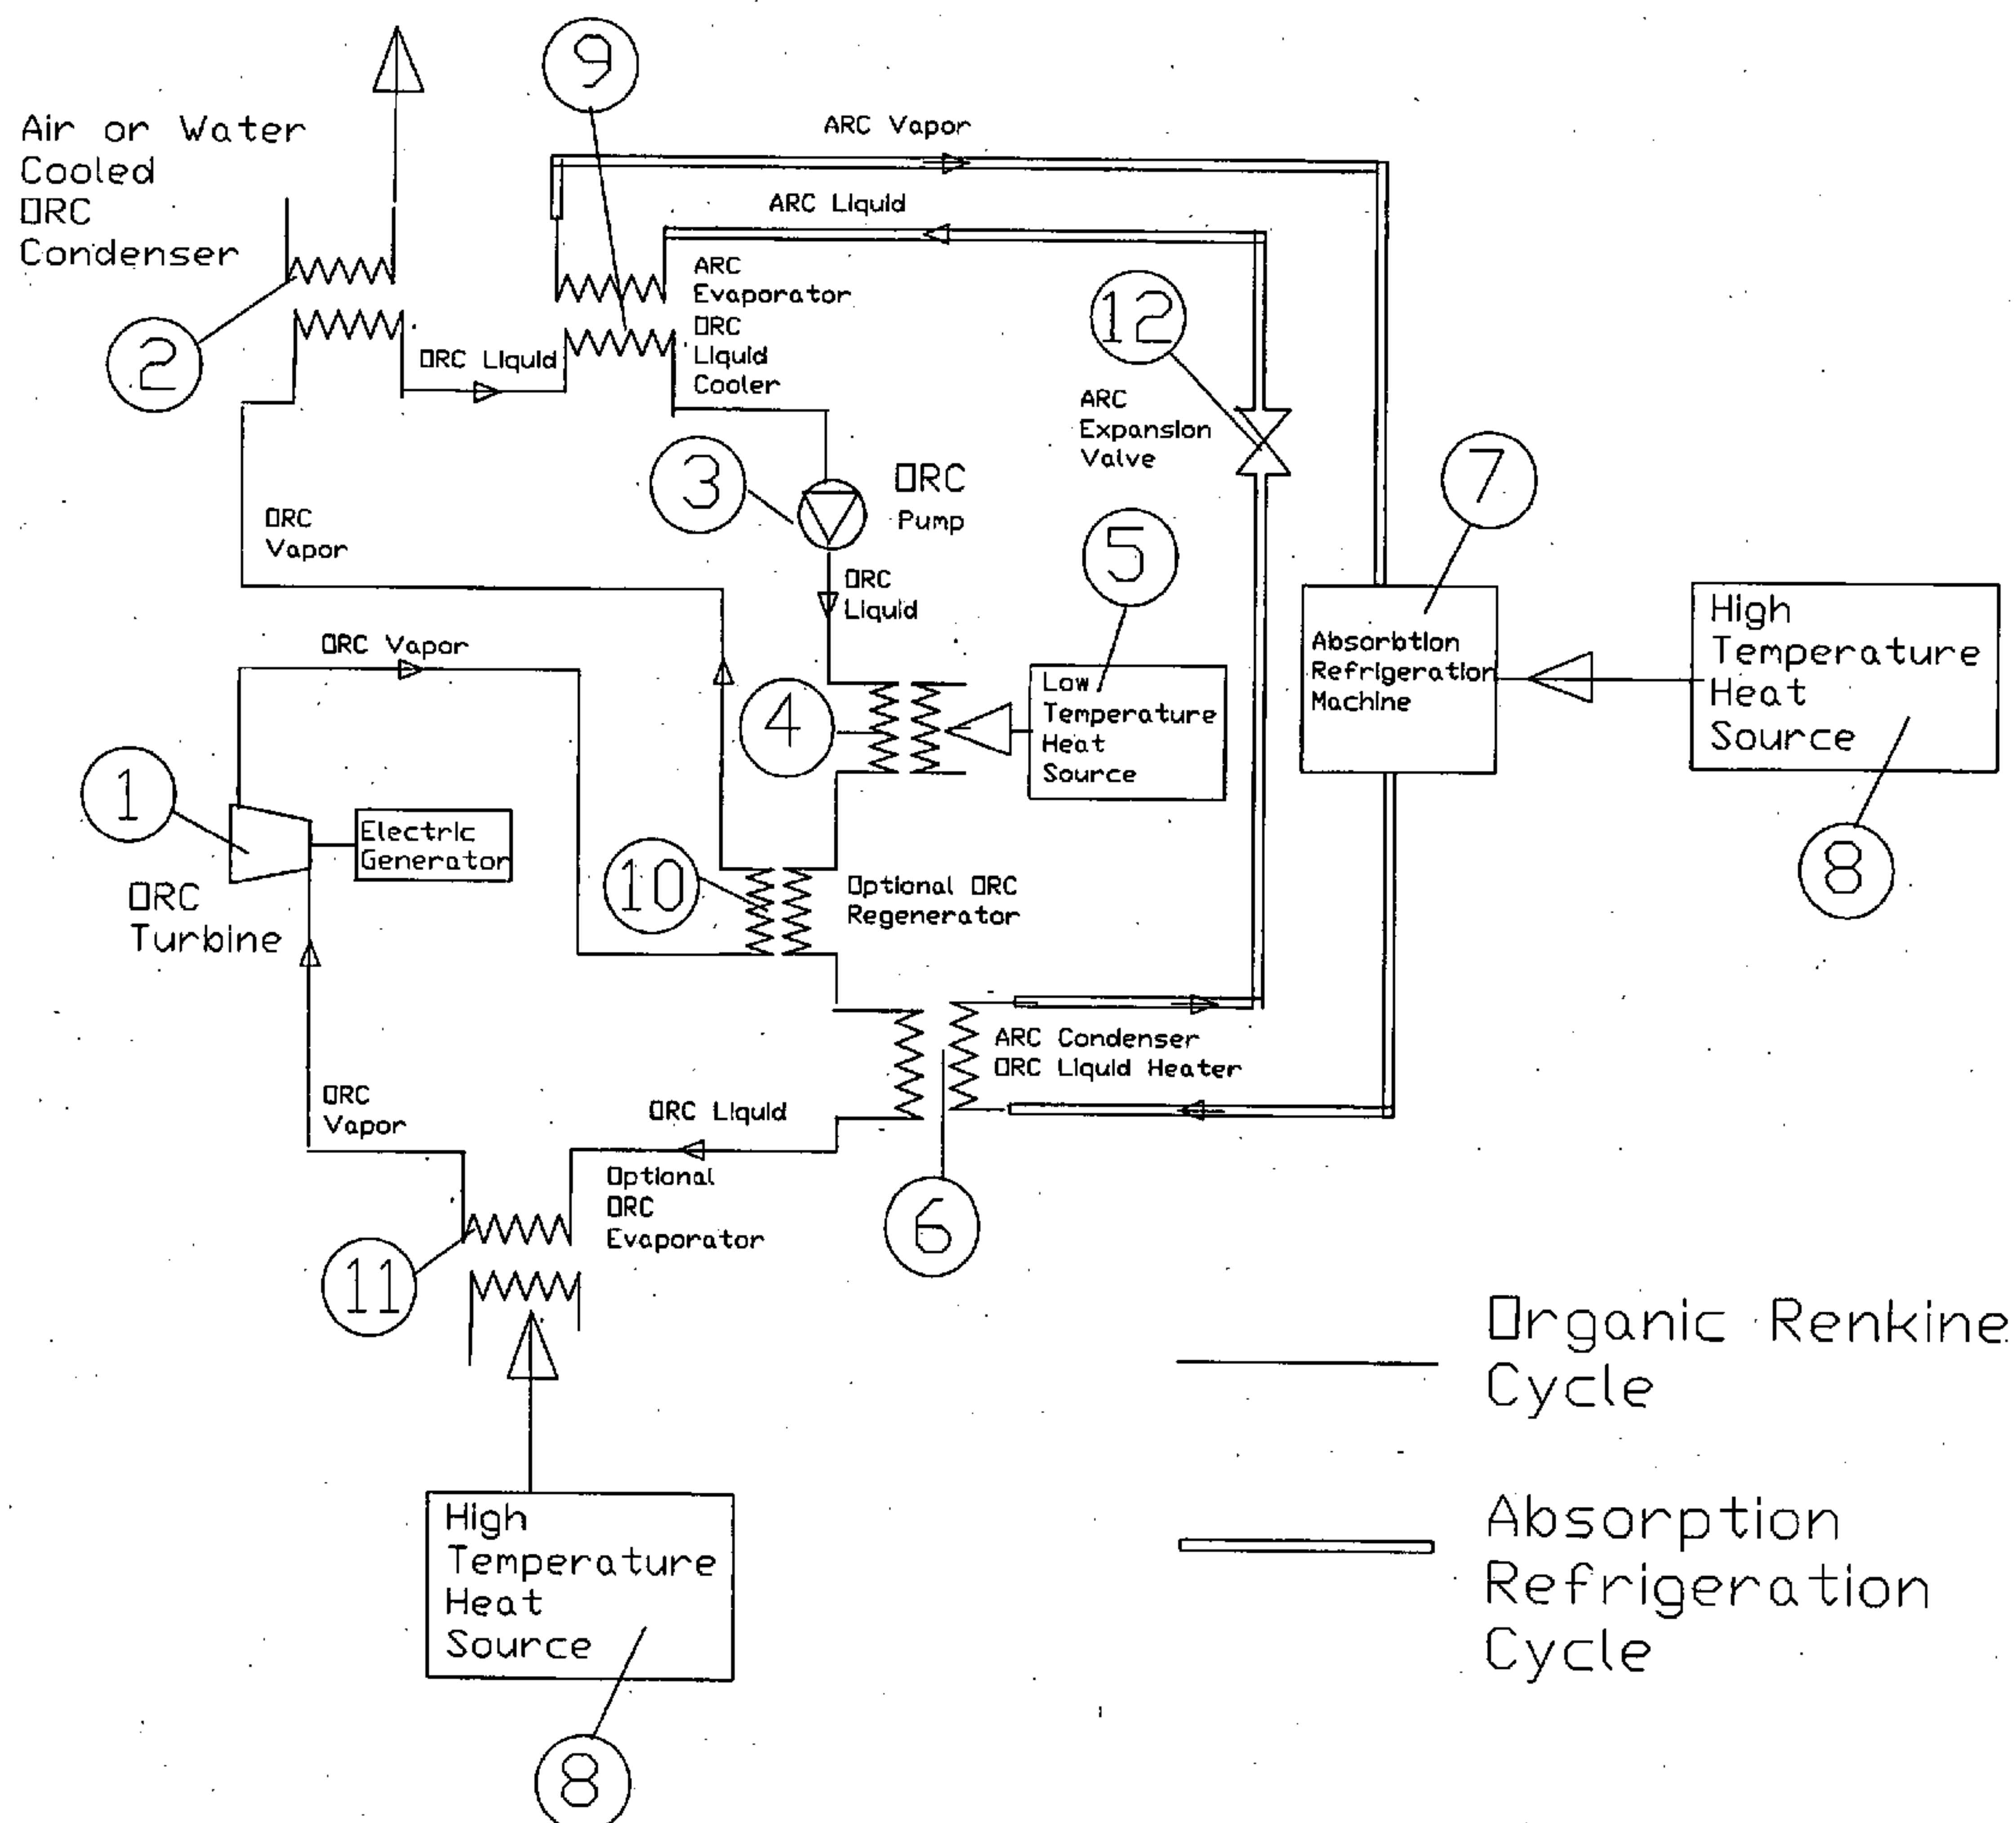 9
Air or Water
Cooled
ORC
Condenser
ARC Vapor
ARC Liquid
ARC
Evaporator
ORC
Liquid
Cooler
12
2
ORC Liquid
ARC
Expansion
Valve
3
ORC
Pump
7
5
ORC
Vapor
ORC
Liquid
ORC Vapor
4
Low
Temperature
Heat
Source
Absorbtion
Refrigeration
Machine
High
Temperature
Heat
Source
1
Electric
Generator
8
ORC
Turbine
10
Optional ORC
Regenerator
ARC Condenser
ORC Liquid Heater
ORC
Vapor
ORC Liquid
Optional
ORC
Evaporator
6
11
Organic Renkine
Cycle
High
Temperature
Heat
Source
Absorption
Refrigeration
Cycle
8